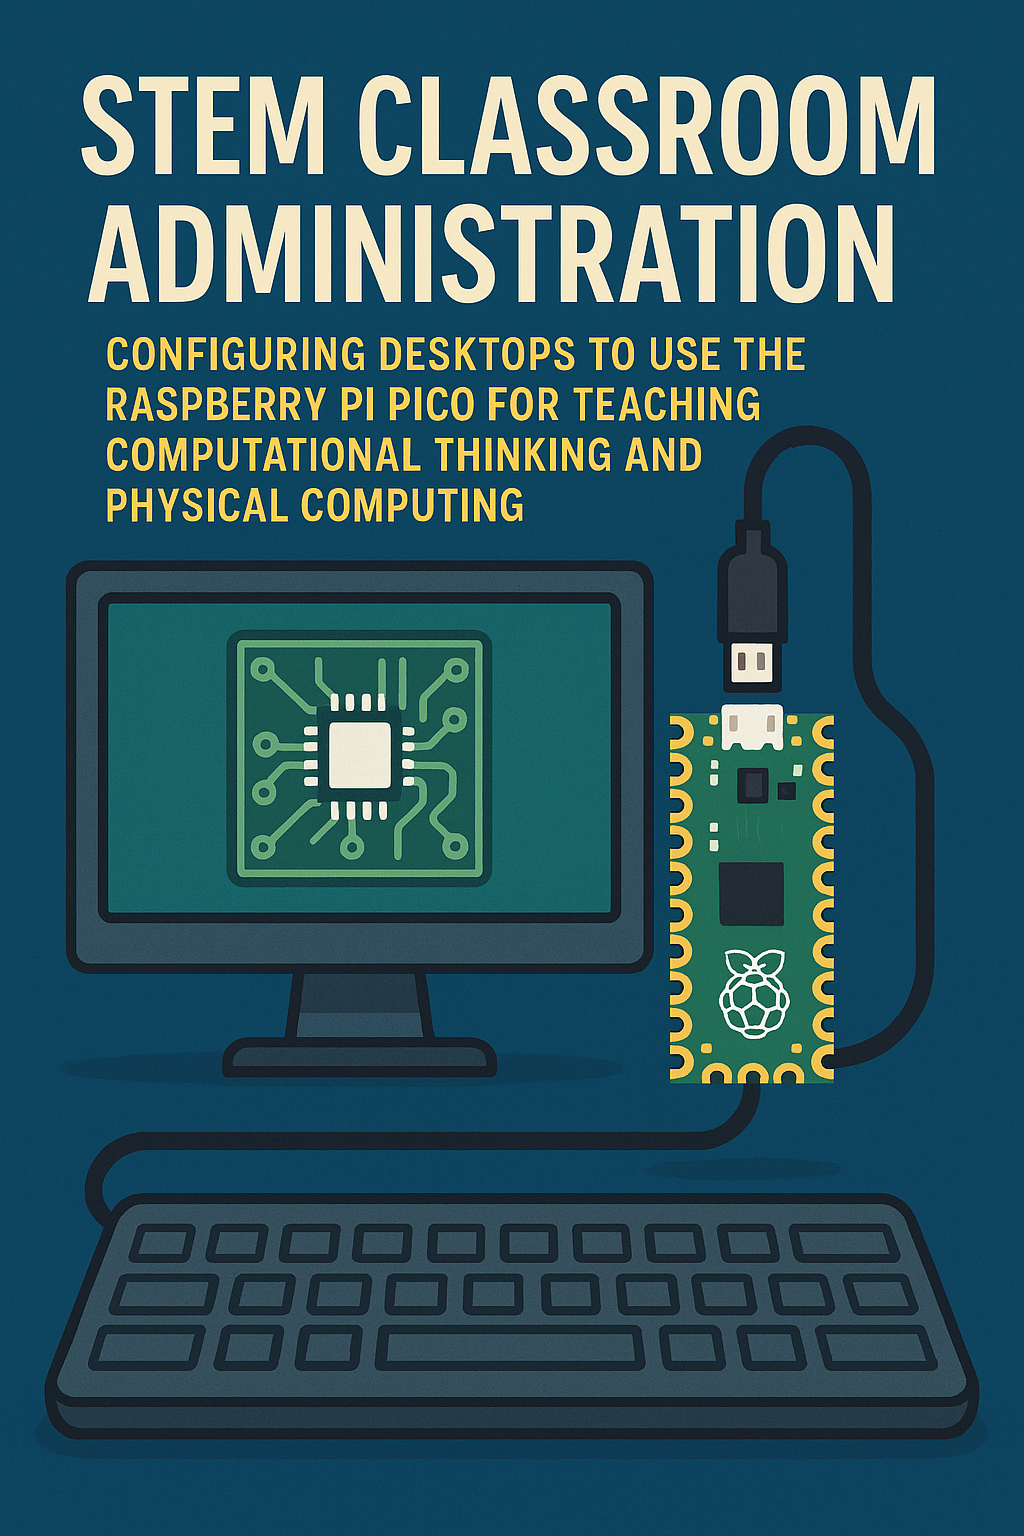 STEM CLASSROOM
ADMINISTRATION
CONFIGURING DESKTOPS TO USE THE
RASPBERRY PI PICO FOR TEACHING
COMPUTATIONAL THINKING AND
PHYSICAL COMPUTING